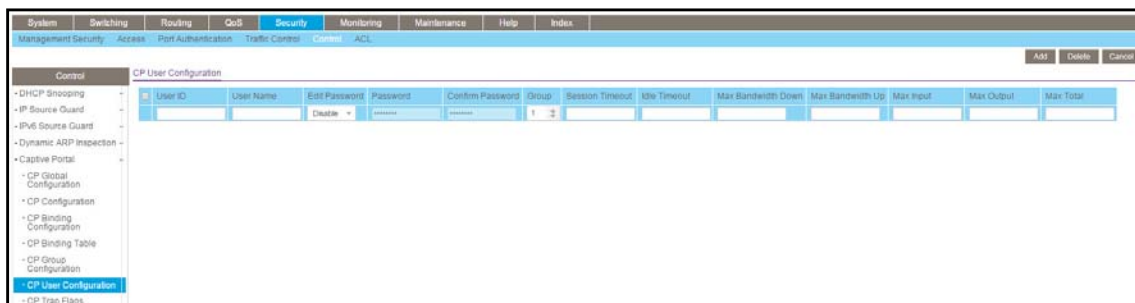 System Switching Routing QoS Security Monitoring Maintenance Help Index
Management Security Access Port Authentication Traffic Control Control ACL
Add Delete Cancel
Control
CP User Configuration
DHCP Snooping
IP Source Guard
IPv6 Source Guard
Dynamic ARP Inspection
Captive Portal
CP Global
Configuration
CP Configuration
CP Binding
Configuration
CP Binding Table
CP Group
Configuration
CP User Configuration
CP Trap Flags
User ID User Name Edit Password Password Confirm Password Group Session Timeout Idle Timeout Max Bandwidth Down Max Bandwidth Up Max Input Max Output Max Total
Disable •••••••• •••••••• 1